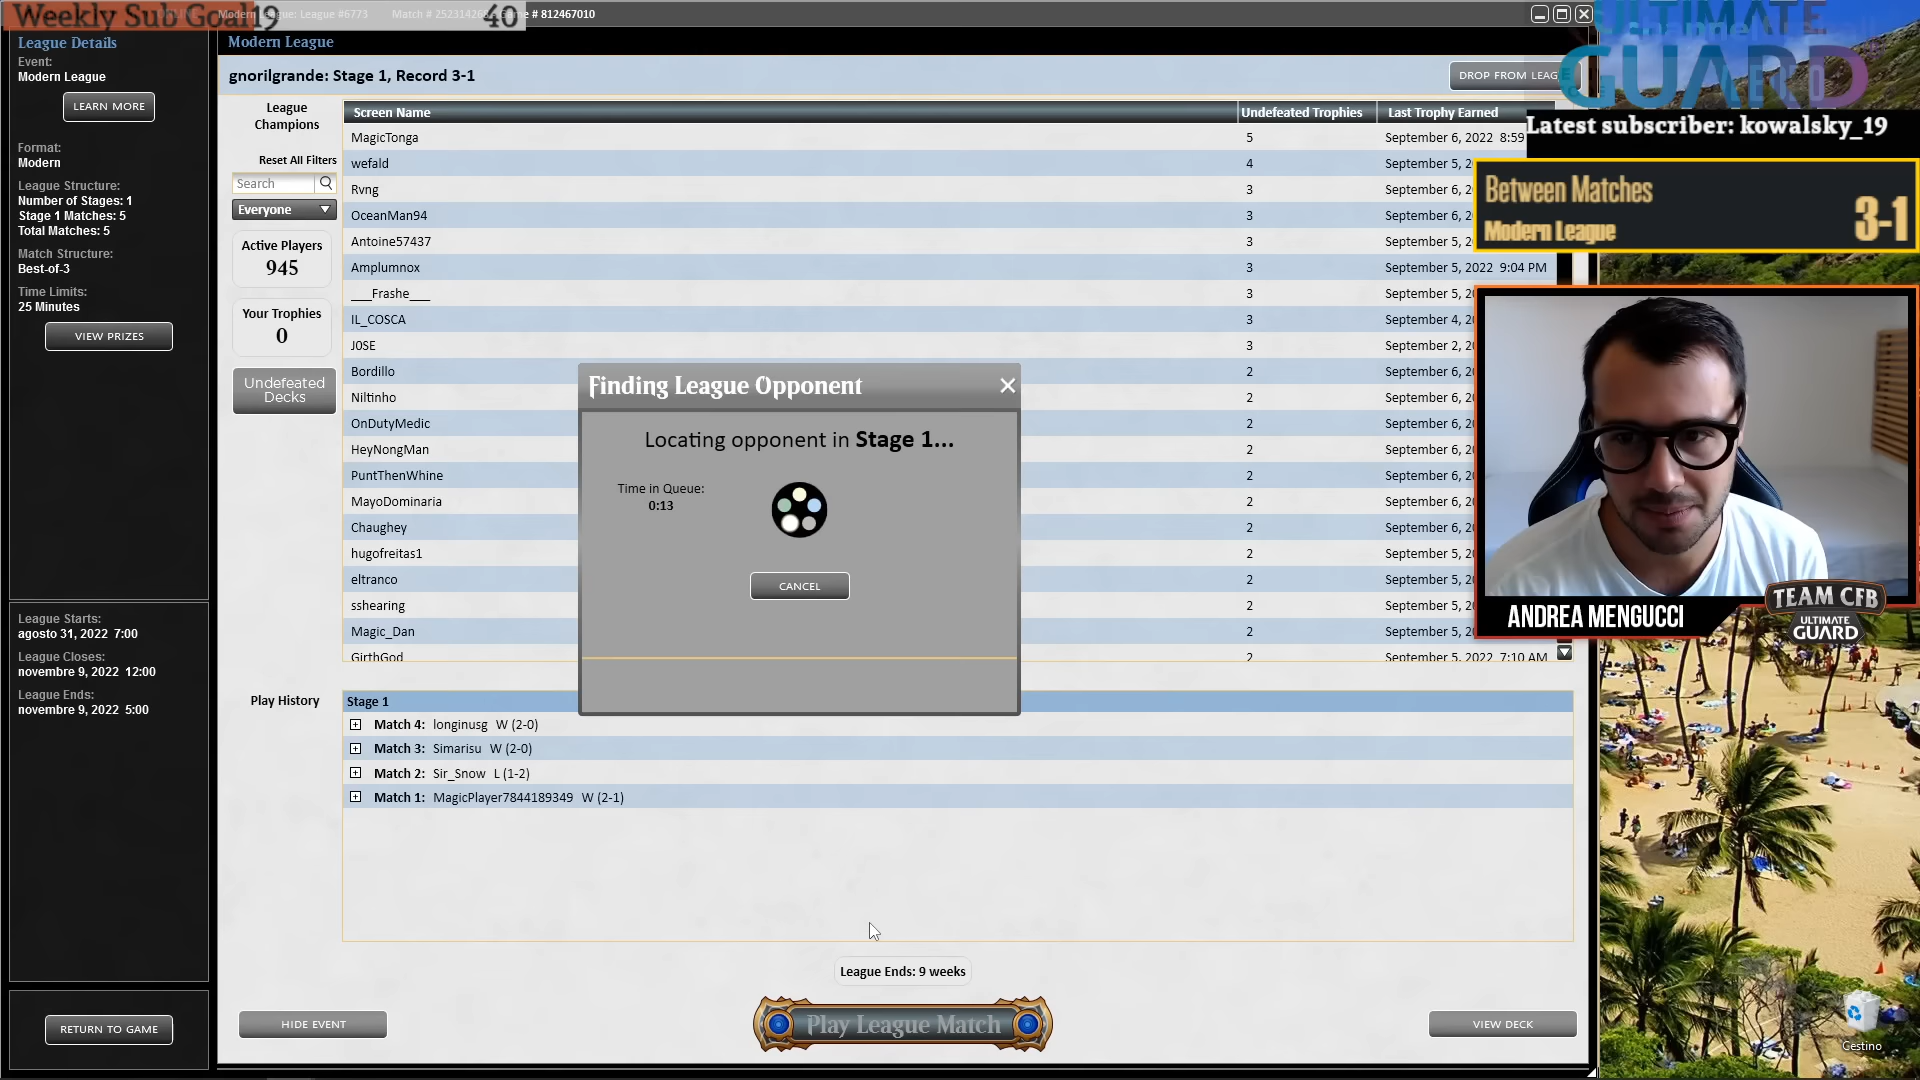 Weekly Sub Goal 19 40
Modern League: League #6773 Match # 252314268 Game # 812467010
League Details
Event:
Modern League
LEARN MORE
Format:
Modern
League Structure:
Number of Stages: 1
Stage 1 Matches: 5
Total Matches: 5
Match Structure:
Best-of-3
Time Limits:
25 Minutes
VIEW PRIZES
League Starts:
agosto 31, 2022 7:00
League Closes:
novembre 9, 2022 12:00
League Ends:
novembre 9, 2022 5:00
RETURN TO GAME
Modern League
gnorilgrande: Stage 1, Record 3-1
DROP FROM LEAGUE
League
Champions
Reset All Filters
Search
Everyone
Active Players
945
Your Trophies
0
Undefeated
Decks
Screen Name Undefeated Trophies Last Trophy Earned
MagicTonga 5 September 6, 2022 8:59
wefald 4 September 5, 2
Rvng 3 September 6, 2
OceanMan94 3 September 6, 2
Antoine57437 3 September 5, 2
Amplumnox 3 September 5, 2022 9:04 PM
___Frashe___ 3 September 5, 2
IL_COSCA 3 September 4, 2
J0SE 3 September 2, 2
Bordillo 2 September 6, 2
Niltinho 2 September 6, 2
OnDutyMedic 2 September 6, 2
HeyNongMan 2 September 6, 2
PuntThenWhine 2 September 6, 2
MayoDominaria 2 September 6, 2
Chaughey 2 September 6, 2
hugofreitas1 2 September 5, 2
eltranco 2 September 5, 2
sshearing 2 September 5, 2
Magic_Dan 2 September 5, 2
GirthGod 2 September 5, 2022 7:10 AM
Finding League Opponent
Locating opponent in Stage 1...
Time in Queue:
0:13
CANCEL
Play History
Stage 1
Match 4: longinusg W (2-0)
Match 3: Simarisu W (2-0)
Match 2: Sir_Snow L (1-2)
Match 1: MagicPlayer7844189349 W (2-1)
League Ends: 9 weeks
HIDE EVENT
Play League Match
VIEW DECK
ULTIMATE
GUARD
Latest subscriber: kowalsky_19
Between Matches
Modern League
3-1
ANDREA MENGUCCI
TEAM CFB
ULTIMATE
GUARD
Cestino